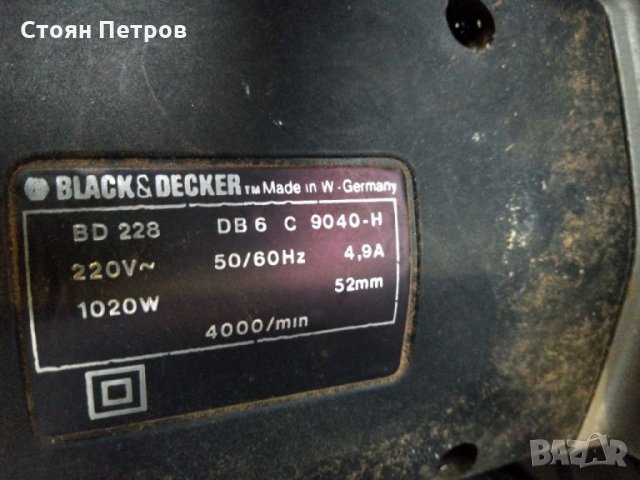 Стоян Петров
BLACK&DECKER TM Made in W-Germany
BD 228 DB 6 C 9040-H
220V~ 50/60Hz 4,9A
1020W 52mm
4000/min
BAZAR